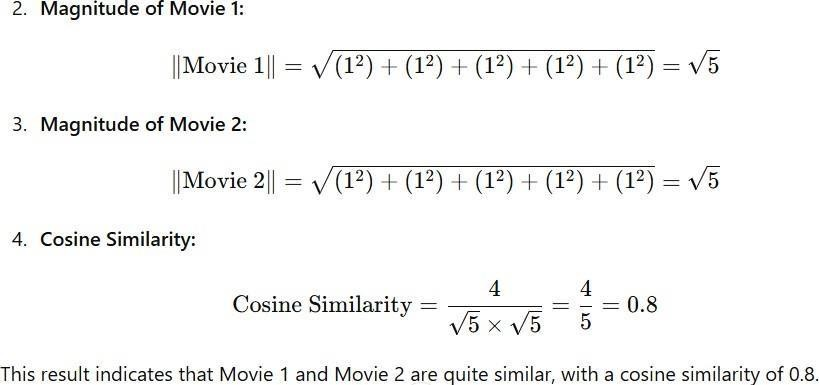 2. Magnitude of Movie 1:
‖Movie 1‖ = √(1²) + (1²) + (1²) + (1²) + (1²) = √5
3. Magnitude of Movie 2:
‖Movie 2‖ = √(1²) + (1²) + (1²) + (1²) + (1²) = √5
4. Cosine Similarity:
Cosine Similarity = 4 / √5 × √5 = 4 / 5 = 0.8
This result indicates that Movie 1 and Movie 2 are quite similar, with a cosine similarity of 0.8.